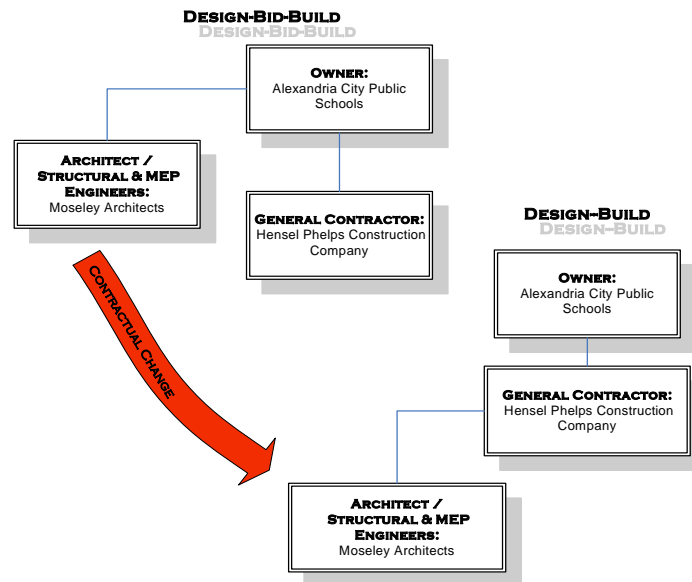 DESIGN-BID-BUILD
DESIGN-BID-BUILD
OWNER:
Alexandria City Public
Schools
ARCHITECT /
STRUCTURAL & MEP
ENGINEERS:
Moseley Architects
GENERAL CONTRACTOR:
Hensel Phelps Construction
Company
CONTRACTUAL CHANGE
DESIGN–BUILD
DESIGN–BUILD
OWNER:
Alexandria City Public
Schools
GENERAL CONTRACTOR:
Hensel Phelps Construction
Company
ARCHITECT /
STRUCTURAL & MEP
ENGINEERS:
Moseley Architects